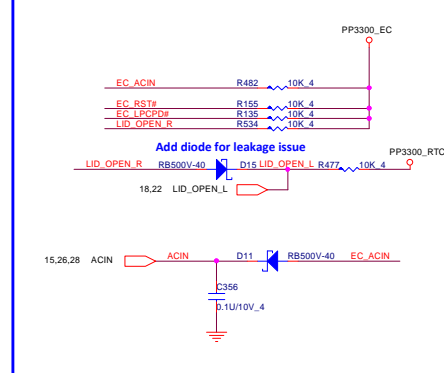 PP3300_EC
EC_ACIN R482 10K_4
EC_RST# R155 10K_4
EC_LPCPD# R135 10K_4
LID_OPEN_R R534 10K_4
Add diode for leakage issue
PP3300_RTC
LID_OPEN_R RB500V-40 D15 LID_OPEN_L R477 10K_4
18,22 LID_OPEN_L
15,26,28 ACIN ACIN D11 RB500V-40 EC_ACIN
C356
0.1U/10V_4